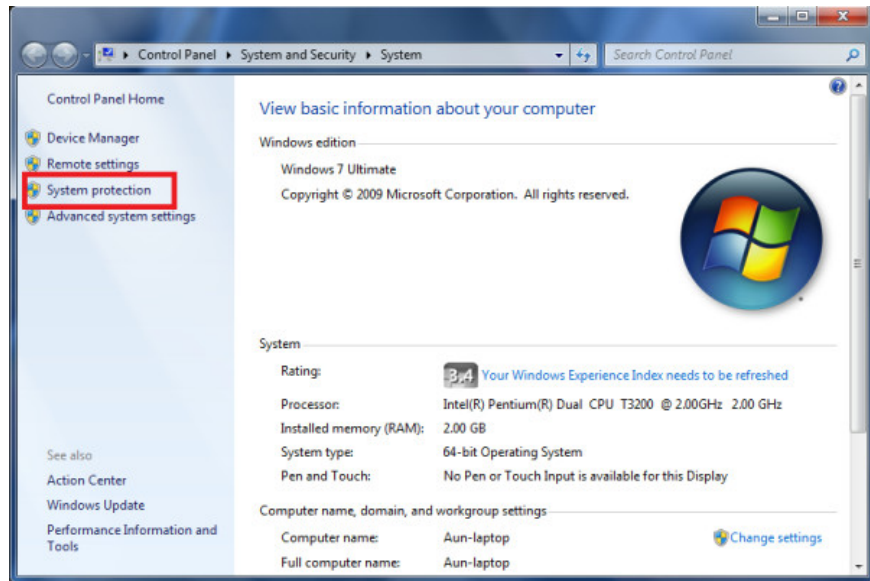 Control Panel ▸ System and Security ▸ System
Search Control Panel
Control Panel Home
Device Manager
Remote settings
System protection
Advanced system settings
See also
Action Center
Windows Update
Performance Information and
Tools
View basic information about your computer
Windows edition
Windows 7 Ultimate
Copyright © 2009 Microsoft Corporation. All rights reserved.
System
Rating: 3,4 Your Windows Experience Index needs to be refreshed
Processor: Intel(R) Pentium(R) Dual CPU T3200 @ 2.00GHz 2.00 GHz
Installed memory (RAM): 2.00 GB
System type: 64-bit Operating System
Pen and Touch: No Pen or Touch Input is available for this Display
Computer name, domain, and workgroup settings
Computer name: Aun-laptop Change settings
Full computer name: Aun-laptop